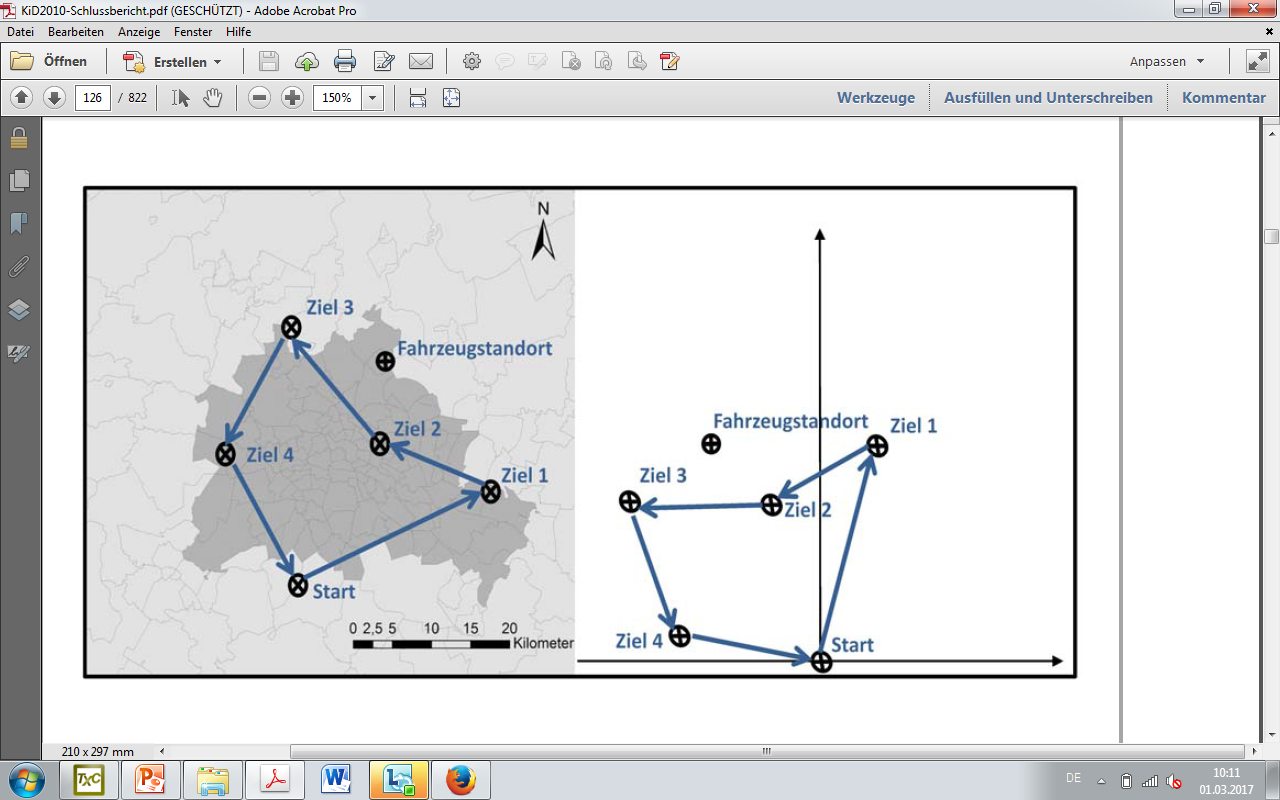 KiD2010-Schlussbericht.pdf (GESCHÜTZT) - Adobe Acrobat Pro
Datei Bearbeiten Anzeige Fenster Hilfe
Öffnen Erstellen Anpassen
126 / 822 150% Werkzeuge Ausfüllen und Unterschreiben Kommentar
N
Ziel 3
Fahrzeugstandort
Ziel 2
Ziel 4
Ziel 1
Start
0 2,5 5 10 15 20
Kilometer
Fahrzeugstandort
Ziel 1
Ziel 3
Ziel 2
Ziel 4
Start
210 x 297 mm
TXC
DE
10:11
01.03.2017